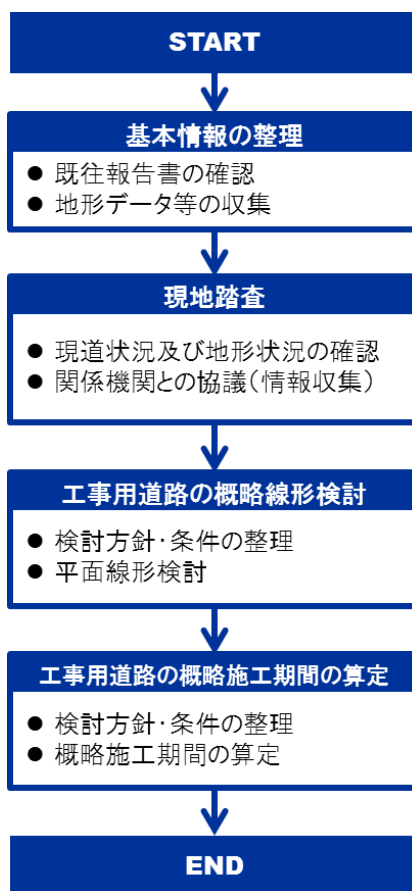 START
基本情報の整理
● 既往報告書の確認
● 地形データ等の収集
現地踏査
● 現道状況及び地形状況の確認
● 関係機関との協議(情報収集)
工事用道路の概略線形検討
● 検討方針・条件の整理
● 平面線形検討
工事用道路の概略施工期間の算定
● 検討方針・条件の整理
● 概略施工期間の算定
END